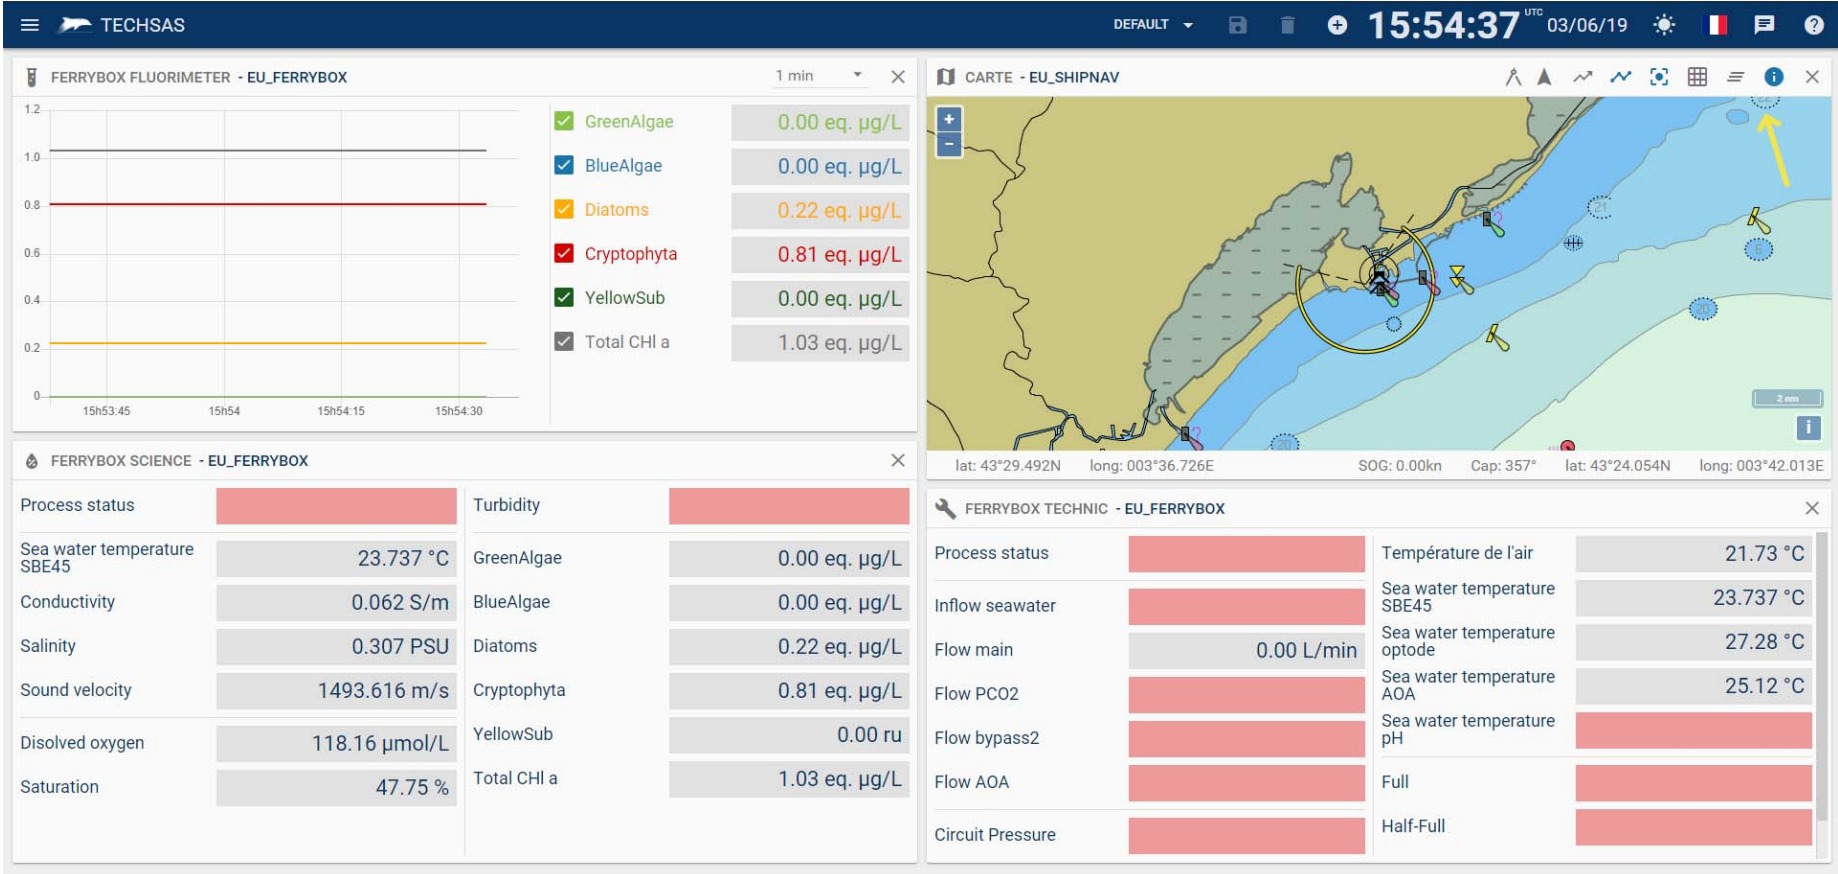 TECHSAS
DEFAULT
15:54:37 UTC 03/06/19
FERRYBOX FLUORIMETER - EU_FERRYBOX
1 min
1.2
1.0
0.8
0.6
0.4
0.2
0
15h53:45 15h54 15h54:15 15h54:30
GreenAlgae 0.00 eq. µg/L
BlueAlgae 0.00 eq. µg/L
Diatoms 0.22 eq. µg/L
Cryptophyta 0.81 eq. µg/L
YellowSub 0.00 eq. µg/L
Total CHl a 1.03 eq. µg/L
CARTE - EU_SHIPNAV
+
−
22
21
6
20
20
2 nm
i
lat: 43°29.492N long: 003°36.726E SOG: 0.00kn Cap: 357° lat: 43°24.054N long: 003°42.013E
FERRYBOX SCIENCE - EU_FERRYBOX
Process status
Sea water temperature
SBE45
23.737 °C
Conductivity 0.062 S/m
Salinity 0.307 PSU
Sound velocity 1493.616 m/s
Disolved oxygen 118.16 µmol/L
Saturation 47.75 %
Turbidity
GreenAlgae 0.00 eq. µg/L
BlueAlgae 0.00 eq. µg/L
Diatoms 0.22 eq. µg/L
Cryptophyta 0.81 eq. µg/L
YellowSub 0.00 ru
Total CHl a 1.03 eq. µg/L
FERRYBOX TECHNIC - EU_FERRYBOX
Process status
Inflow seawater
Flow main 0.00 L/min
Flow PCO2
Flow bypass2
Flow AOA
Circuit Pressure
Température de l'air 21.73 °C
Sea water temperature
SBE45
23.737 °C
Sea water temperature
optode
27.28 °C
Sea water temperature
AOA
25.12 °C
Sea water temperature
pH
Full
Half-Full